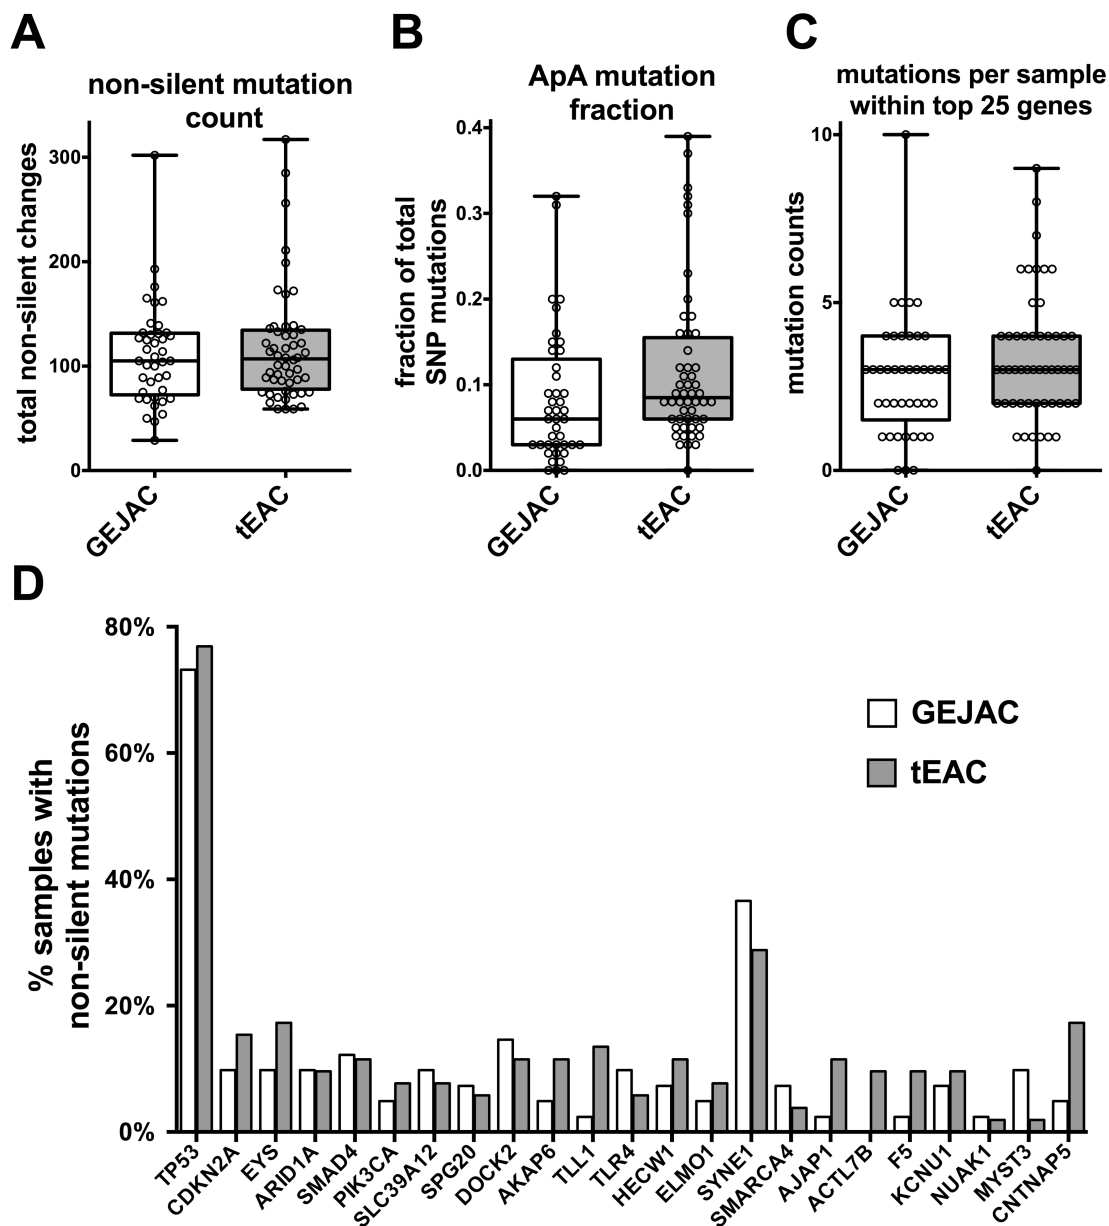 A
non-silent mutation
count
total non-silent changes
300
200
100
0
GEJAC
tEAC
B
ApA mutation
fraction
fraction of total
SNP mutations
0.4
0.3
0.2
0.1
0.0
GEJAC
tEAC
C
mutations per sample
within top 25 genes
mutation counts
10
5
0
GEJAC
tEAC
D
% samples with
non-silent mutations
80%
60%
40%
20%
0%
GEJAC
tEAC
TP53
CDKN2A
EYS
ARID1A
SMAD4
PIK3CA
SLC39A12
SPG20
DOCK2
AKAP6
TLL1
TLR4
HECW1
ELMO1
SYNE1
SMARCA4
AJAP1
ACTL7B
F5
KCNU1
NUAK1
MYST3
CNTNAP5